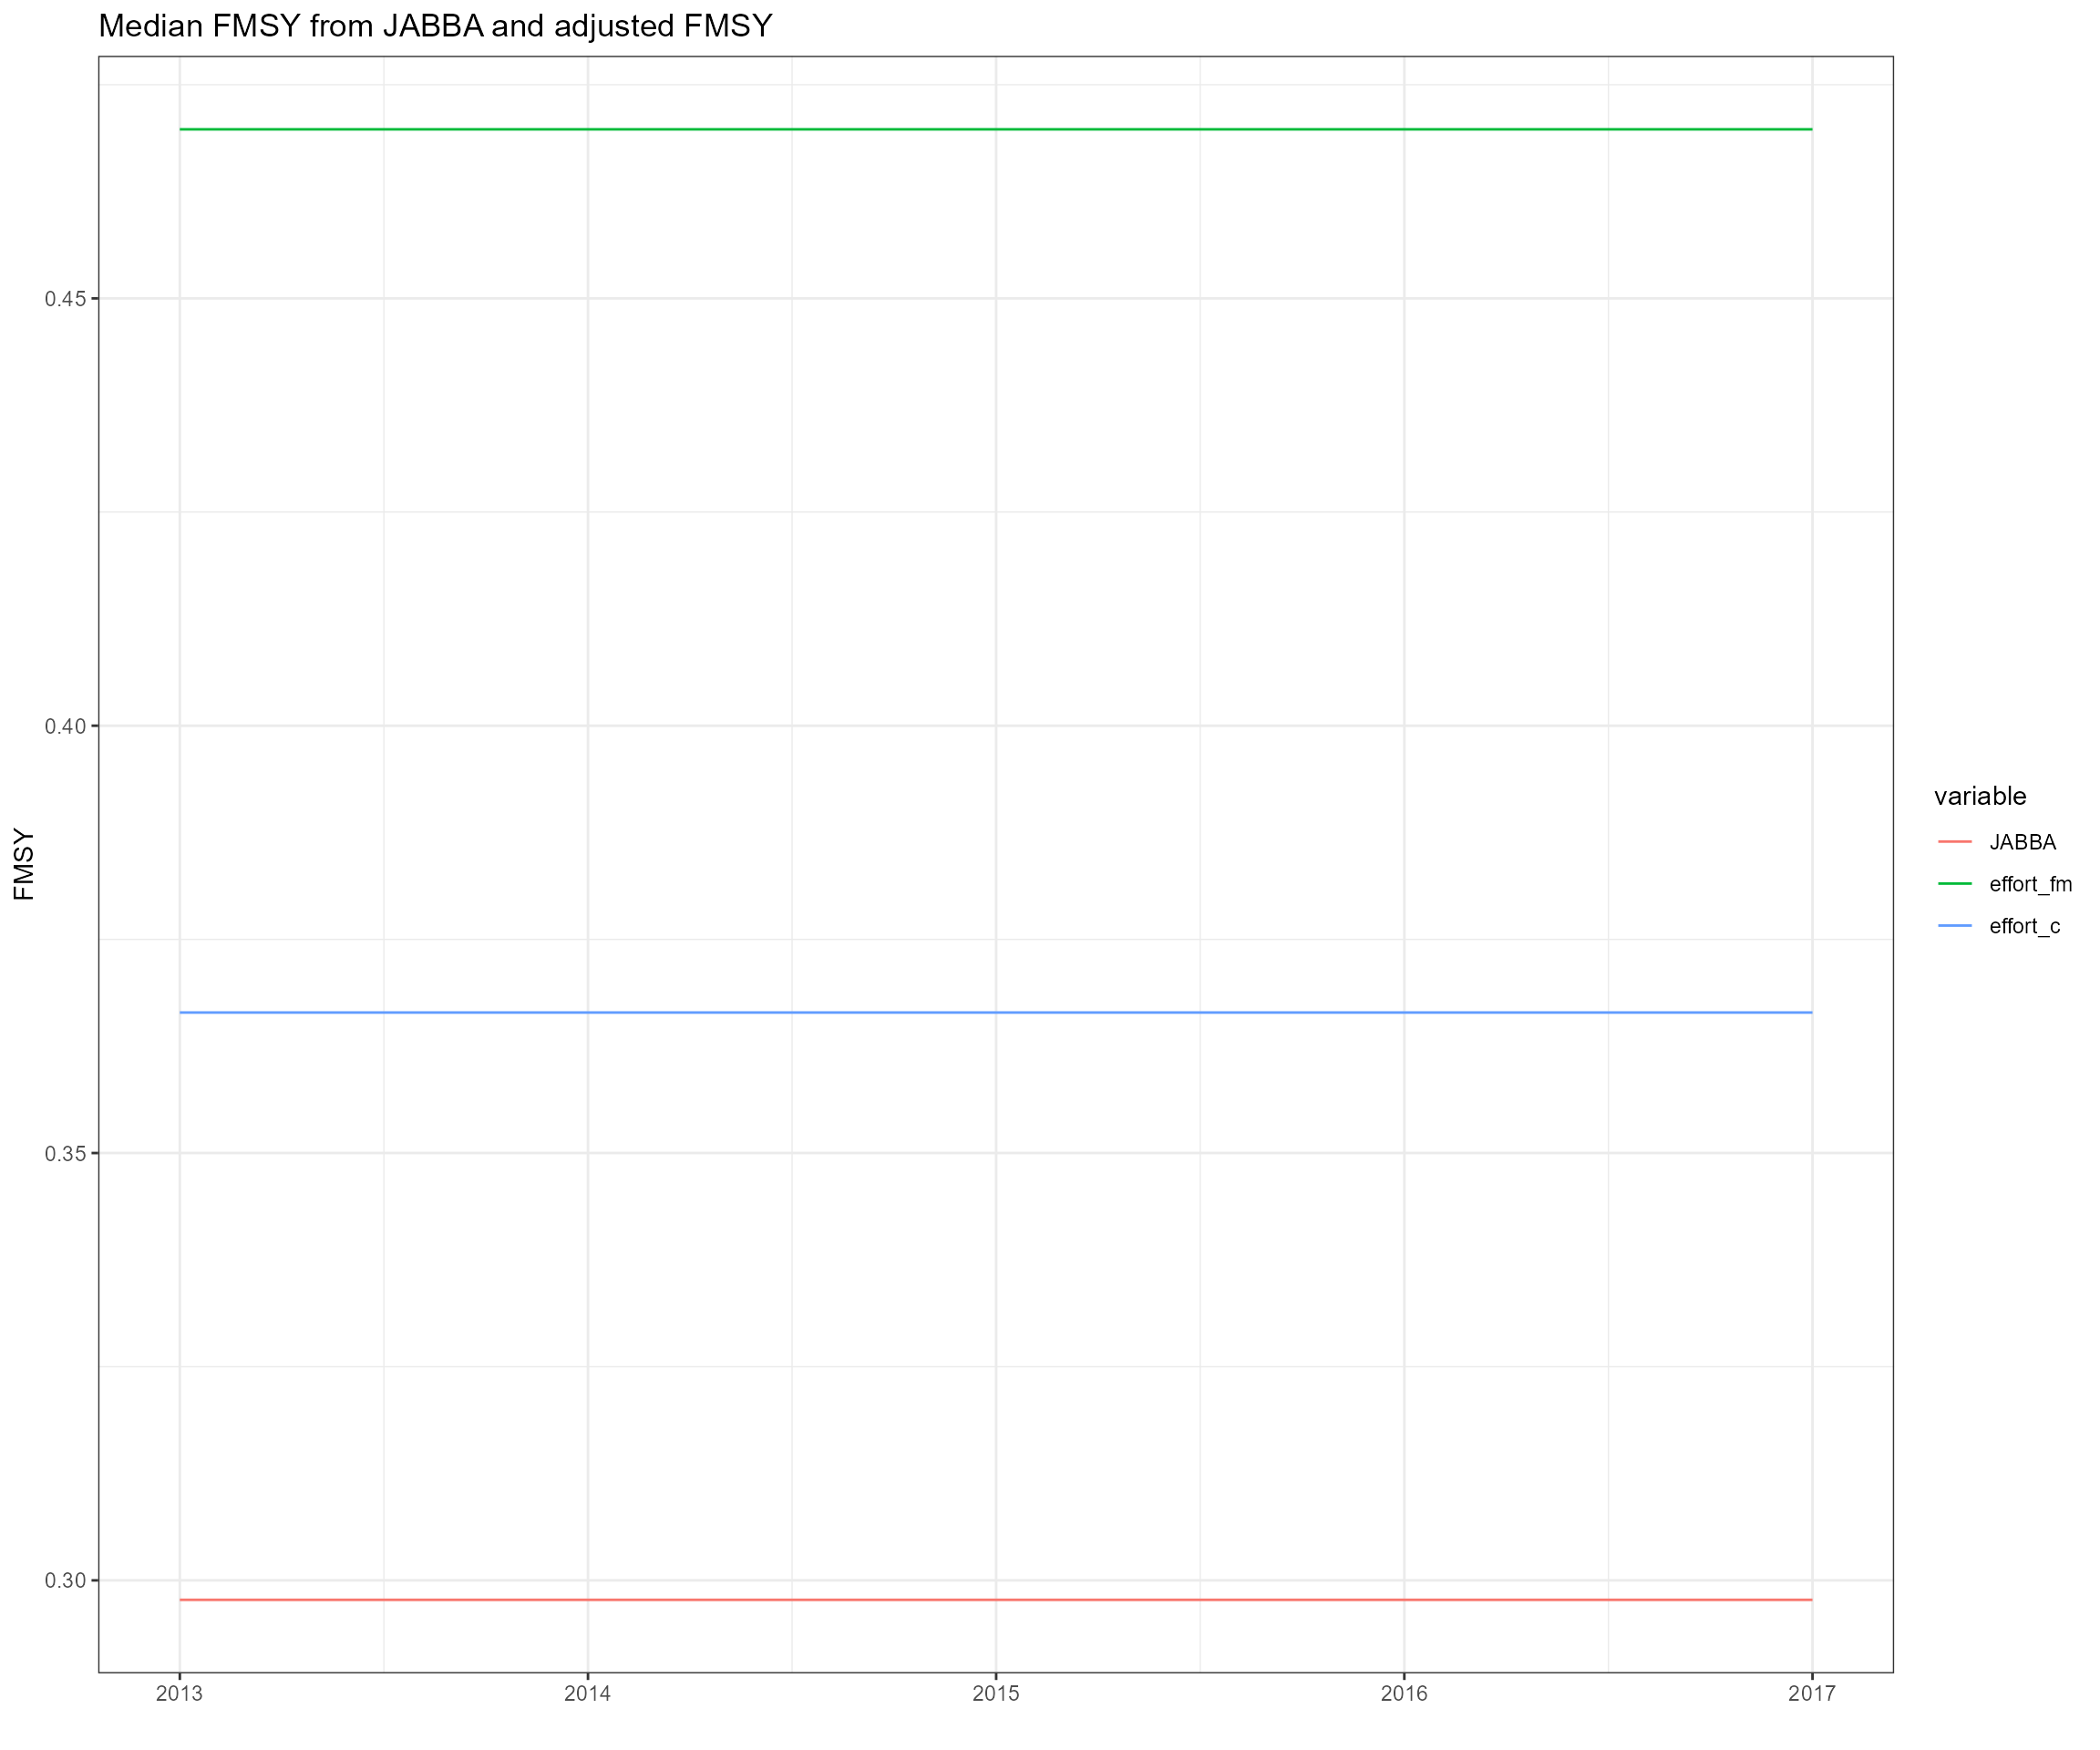 Median FMSY from JABBA and adjusted FMSY
0.45
0.40
0.35
0.30
FMSY
2013 2014 2015 2016 2017
variable
JABBA
effort_fm
effort_c